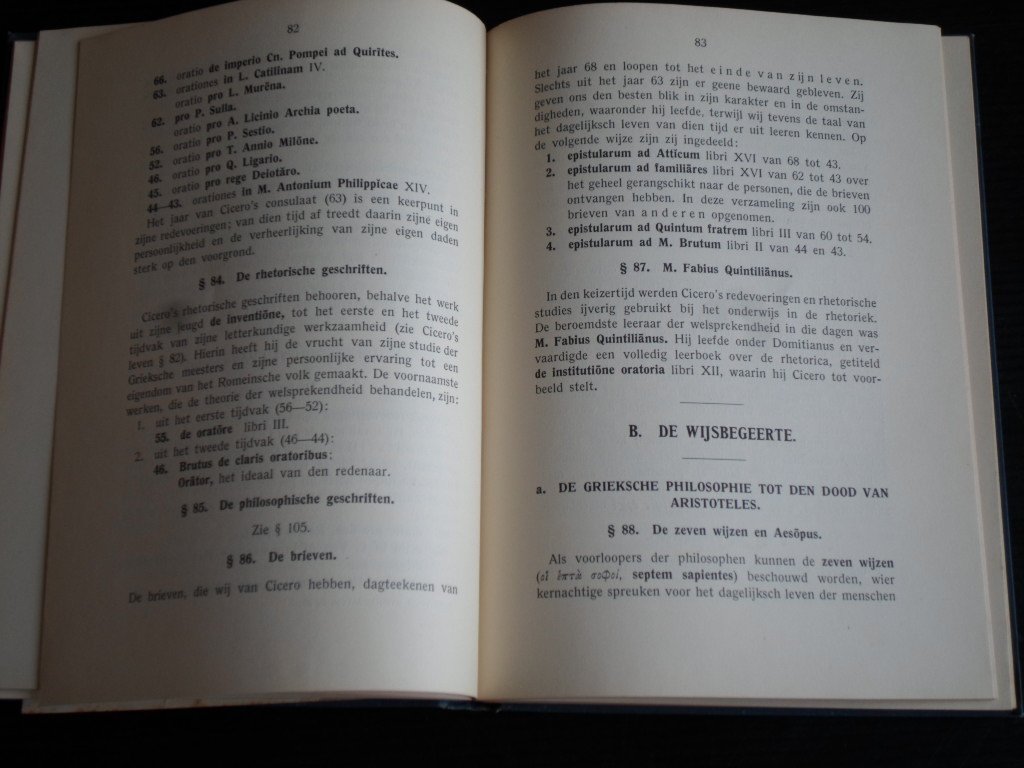 82
66. oratio de imperio Cn. Pompei ad Quirītes.
63. orationes in L. Catilinam IV.
oratio pro L. Murēna.
62. pro P. Sulla.
oratio pro A. Licinio Archia poeta.
56. oratio pro P. Sestio.
52. oratio pro T. Annio Milōne.
46. oratio pro Q. Ligario.
45. oratio pro rege Deiotăro.
44—43. orationes in M. Antonium Philippĭcae XIV.
Het jaar van Cicero's consulaat (63) is een keerpunt in
zijne redevoeringen; van dien tijd af treedt daarin zijne eigen
persoonlijkheid en de verheerlijking van zijne eigen daden
sterk op den voorgrond.
§ 84. De rhetorische geschriften.
Cicero's rhetorische geschriften behooren, behalve het werk
uit zijne jeugd de inventiōne, tot het eerste en het tweede
tijdvak van zijne letterkundige werkzaamheid (zie Cicero's
leven § 82). Hierin heeft hij de vrucht van zijne studie der
Grieksche meesters en zijne persoonlijke ervaring tot een
eigendom van het Romeinsche volk gemaakt. De voornaamste
werken, die de theorie der welsprekendheid behandelen, zijn:
1. uit het eerste tijdvak (56—52):
55. de oratōre libri III.
2. uit het tweede tijdvak (46—44):
46. Brutus de claris oratoribus:
Orātor, het ideaal van den redenaar.
§ 85. De philosophische geschriften.
Zie § 105.
§ 86. De brieven.
De brieven, die wij van Cicero hebben, dagteekenen van
83
het jaar 68 en loopen tot het einde van zijn leven.
Slechts uit het jaar 63 zijn er geene bewaard gebleven. Zij
geven ons den besten blik in zijn karakter en in de omstan-
digheden, waaronder hij leefde, terwijl wij tevens de taal van
het dagelijksch leven van dien tijd er uit leeren kennen. Op
de volgende wijze zijn zij ingedeeld:
1. epistularum ad Attĭcum libri XVI van 68 tot 43.
2. epistularum ad familiāres libri XVI van 62 tot 43 over
het geheel gerangschikt naar de personen, die de brieven
ontvangen hebben. In deze verzameling zijn ook 100
brieven van anderen opgenomen.
3. epistularum ad Quintum fratrem libri III van 60 tot 54.
4. epistularum ad M. Brutum libri II van 44 en 43.
§ 87. M. Fabius Quintiliānus.
In den keizertijd werden Cicero's redevoeringen en rhetorische
studies ijverig gebruikt bij het onderwijs in de rhetoriek.
De beroemdste leeraar der welsprekendheid in die dagen was
M. Fabius Quintiliānus. Hij leefde onder Domitianus en ver-
vaardigde een volledig leerboek over de rhetorica, getiteld
de institutiōne oratoria libri XII, waarin hij Cicero tot voor-
beeld stelt.
B. DE WIJSBEGEERTE.
a. DE GRIEKSCHE PHILOSOPHIE TOT DEN DOOD VAN
ARISTOTELES.
§ 88. De zeven wijzen en Aesōpus.
Als voorloopers der philosophen kunnen de zeven wijzen
(οἱ ἑπτὰ σοφοί, septem sapientes) beschouwd worden, wier
kernachtige spreuken voor het dagelijksch leven der menschen